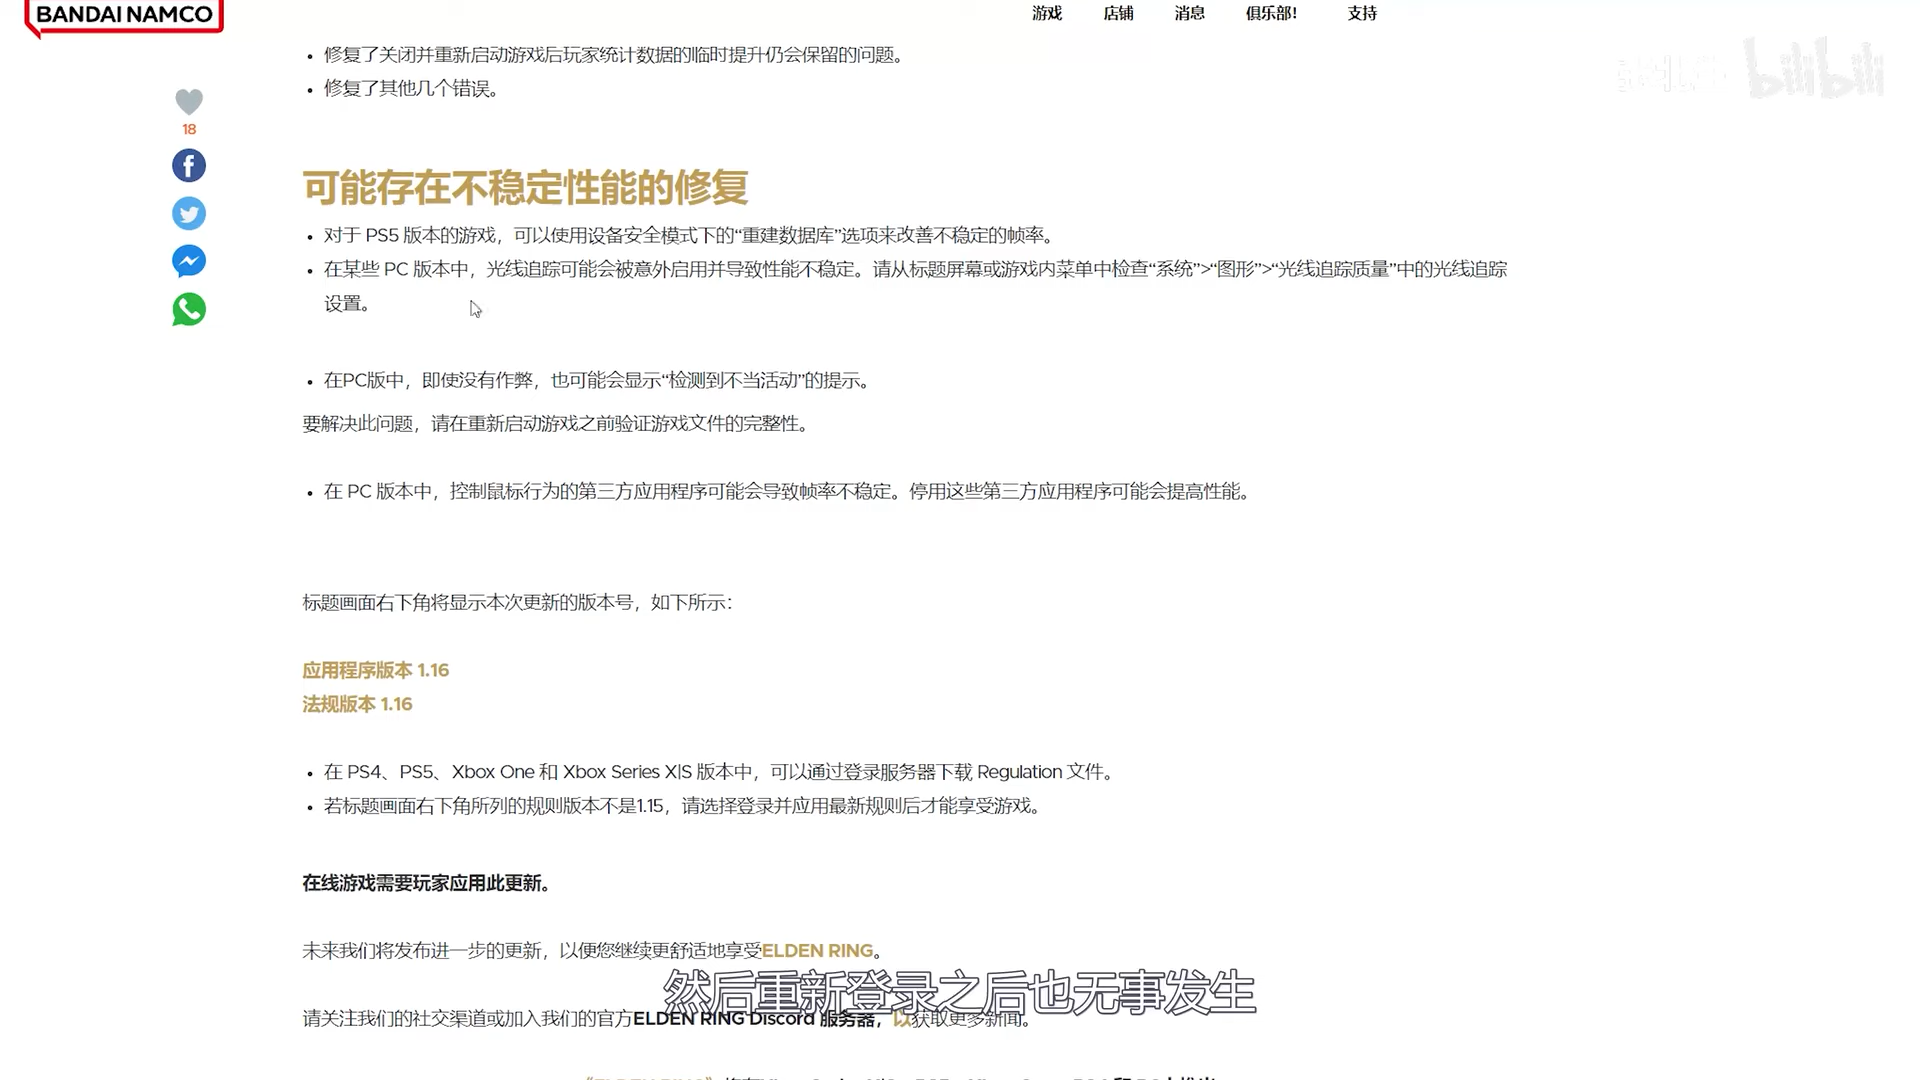 BANDAI NAMCO
游戏 店铺 消息 俱乐部! 支持
修复了关闭并重新启动游戏后玩家统计数据的临时提升仍会保留的问题。
修复了其他几个错误。
bilibili
18
可能存在不稳定性能的修复
对于 PS5 版本的游戏，可以使用设备安全模式下的“重建数据库”选项来改善不稳定的帧率。
在某些 PC 版本中，光线追踪可能会被意外启用并导致性能不稳定。请从标题屏幕或游戏内菜单中检查“系统”>“图形”>“光线追踪质量”中的光线追踪
设置。
在PC版中，即使没有作弊，也可能会显示“检测到不当活动”的提示。
要解决此问题，请在重新启动游戏之前验证游戏文件的完整性。
在 PC 版本中，控制鼠标行为的第三方应用程序可能会导致帧率不稳定。停用这些第三方应用程序可能会提高性能。
标题画面右下角将显示本次更新的版本号，如下所示：
应用程序版本 1.16
法规版本 1.16
在 PS4、PS5、Xbox One 和 Xbox Series X|S 版本中，可以通过登录服务器下载 Regulation 文件。
若标题画面右下角所列的规则版本不是1.15，请选择登录并应用最新规则后才能享受游戏。
在线游戏需要玩家应用此更新。
未来我们将发布进一步的更新，以便您继续更舒适地享受ELDEN RING。
然后重新登录之后也无事发生
请关注我们的社交渠道或加入我们的官方ELDEN RING Discord 服务器，以获取更多新闻。